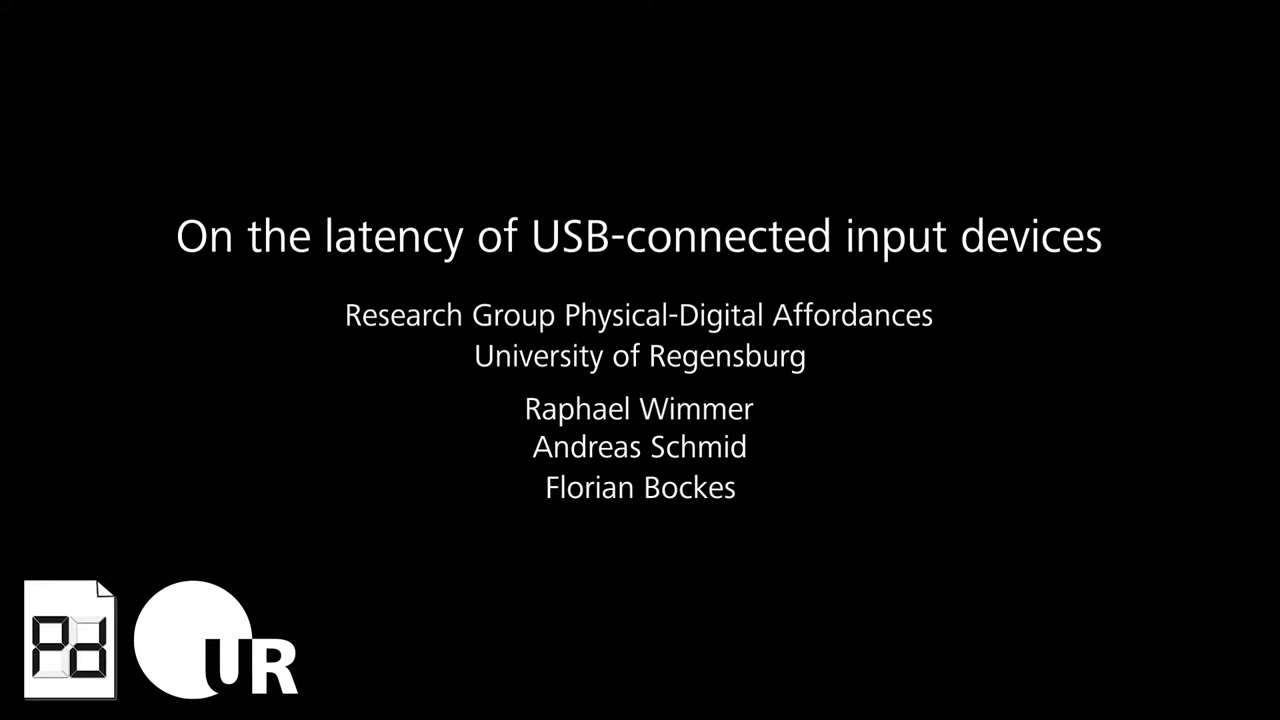 On the latency of USB-connected input devices
Research Group Physical-Digital Affordances
University of Regensburg
Raphael Wimmer
Andreas Schmid
Florian Bockes
Pd
UR